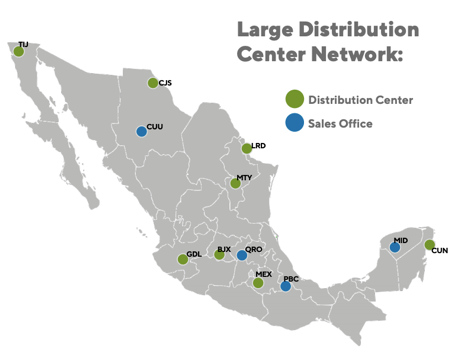 Large Distribution
Center Network:
TIJ
CJS
Distribution Center
CUU
Sales Office
LRD
MTY
MID
GDL
BJX
QRO
CUN
MEX
PBC